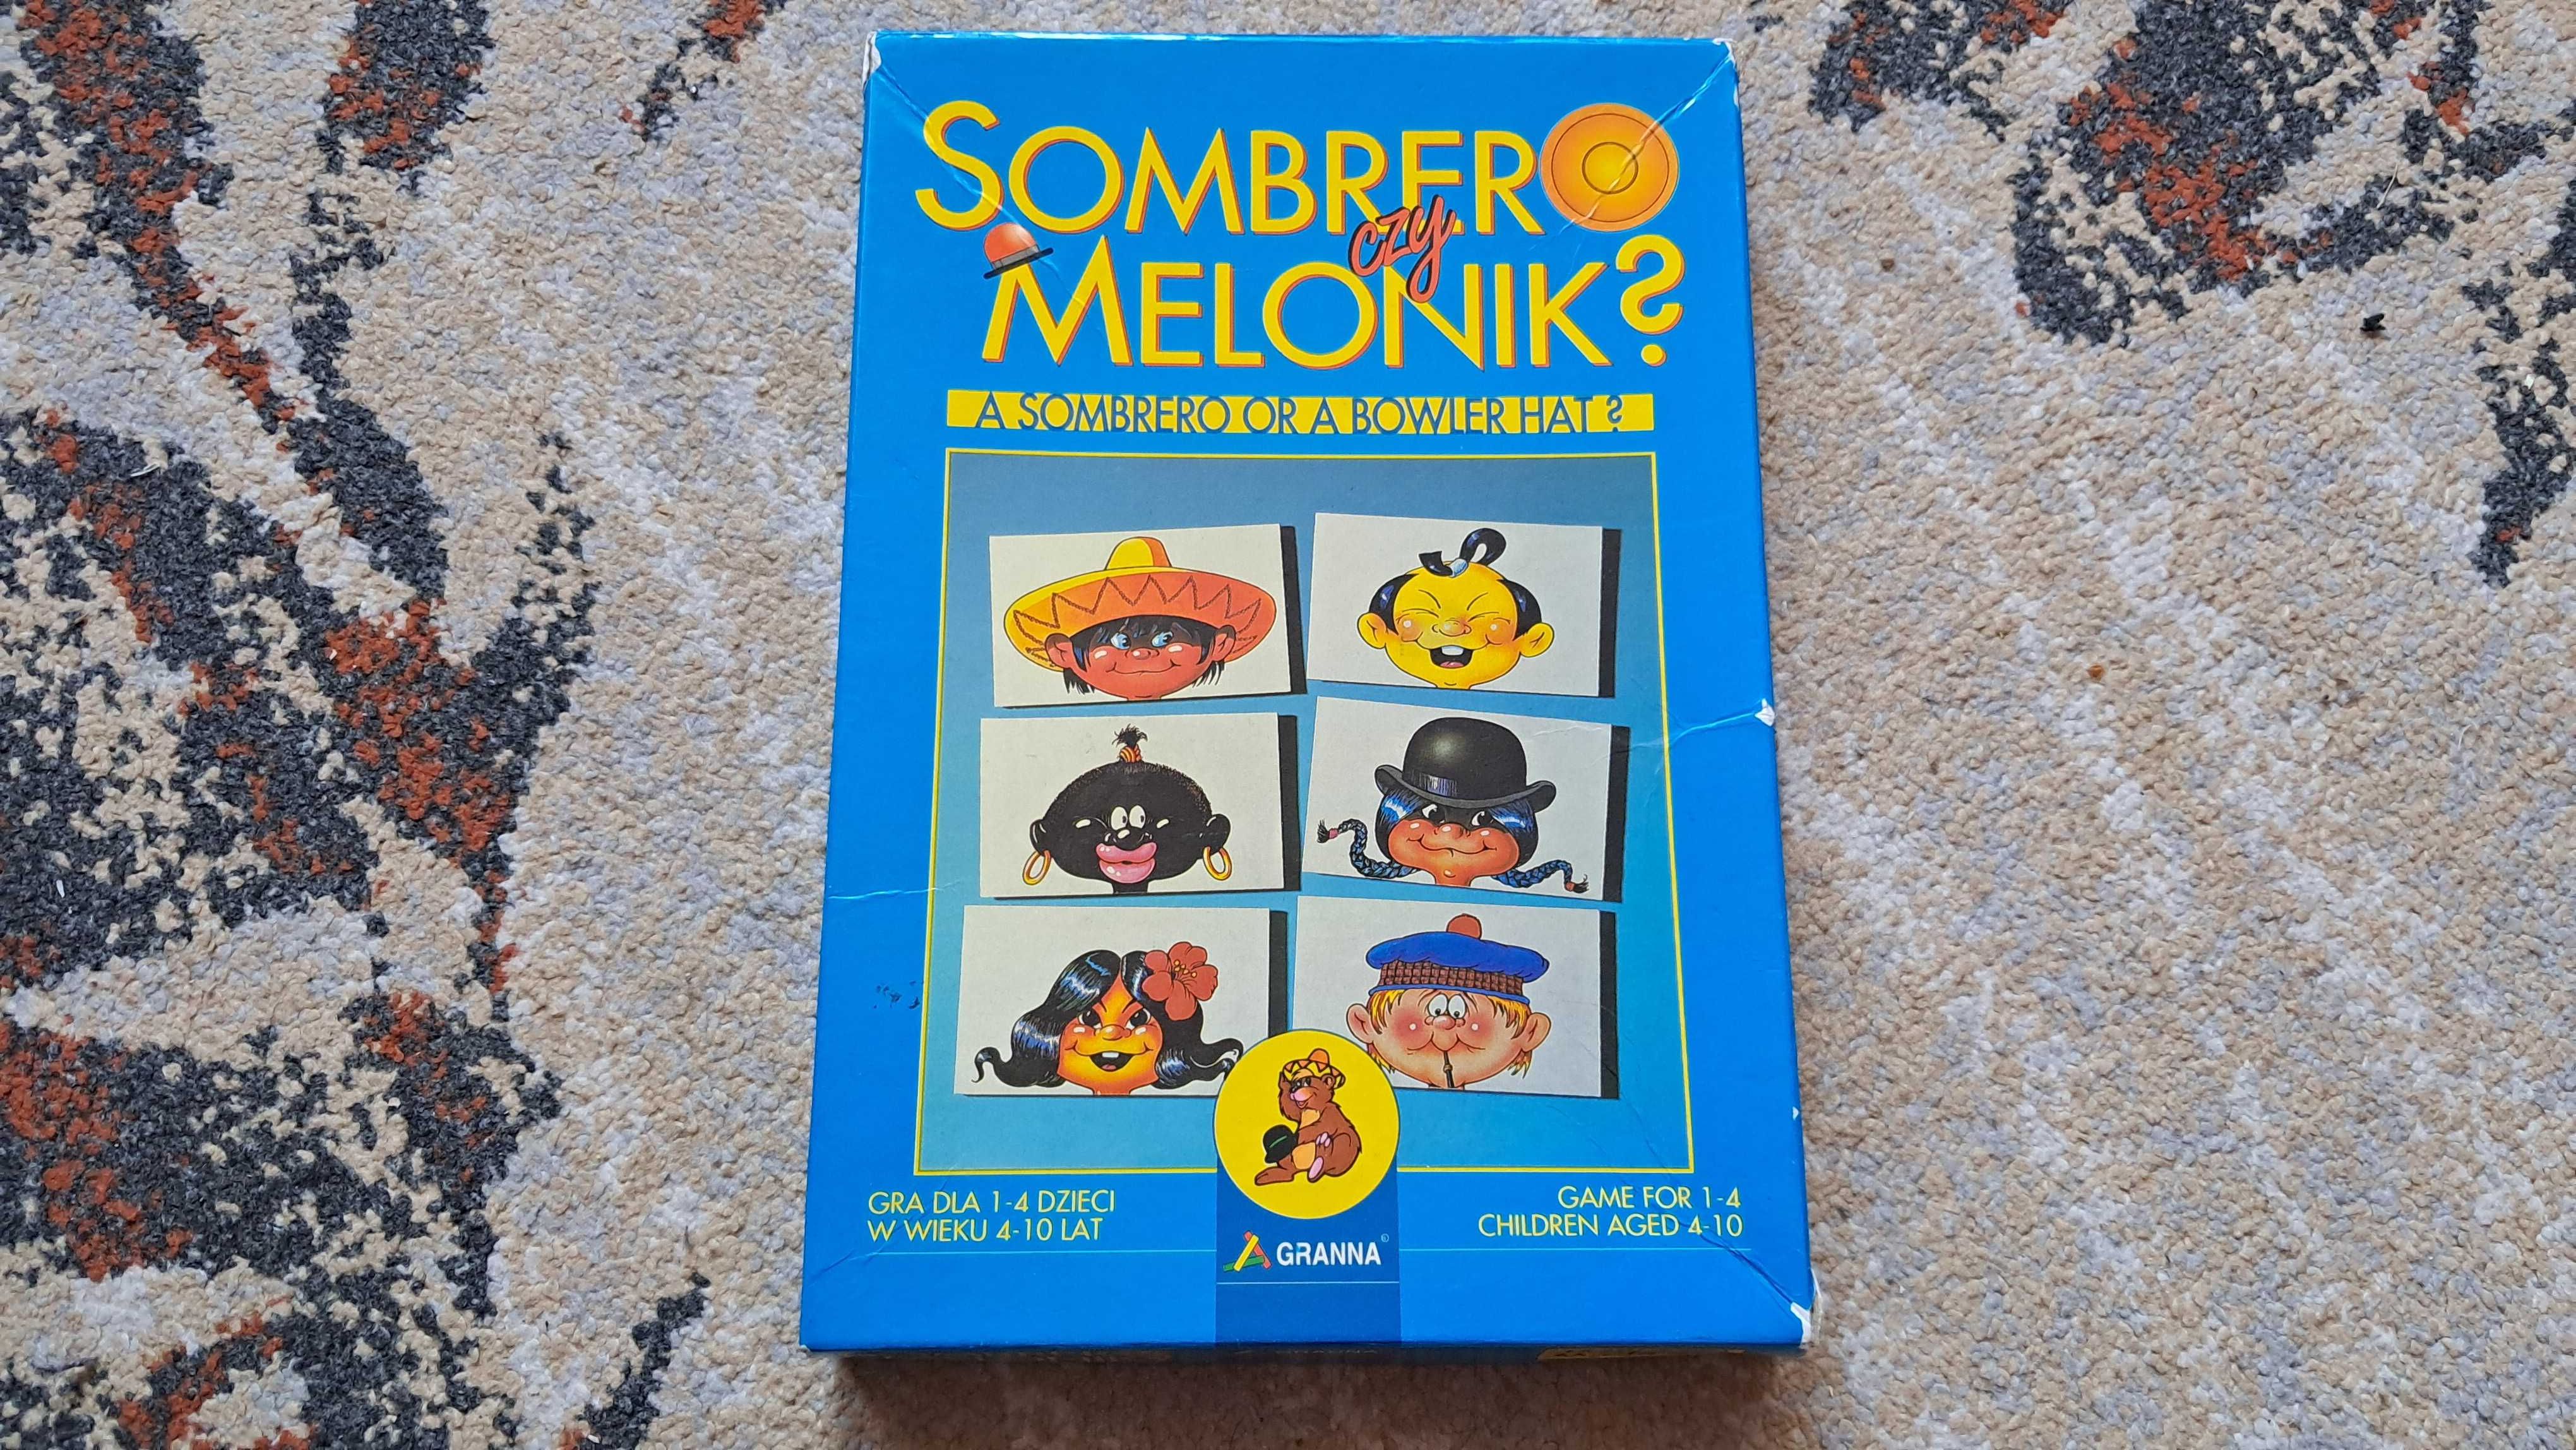 SOMBRERO
czy
MELONIK?
A SOMBRERO OR A BOWLER HAT ?
GRA DLA 1-4 DZIECI
W WIEKU 4-10 LAT
GAME FOR 1-4
CHILDREN AGED 4-10
GRANNA